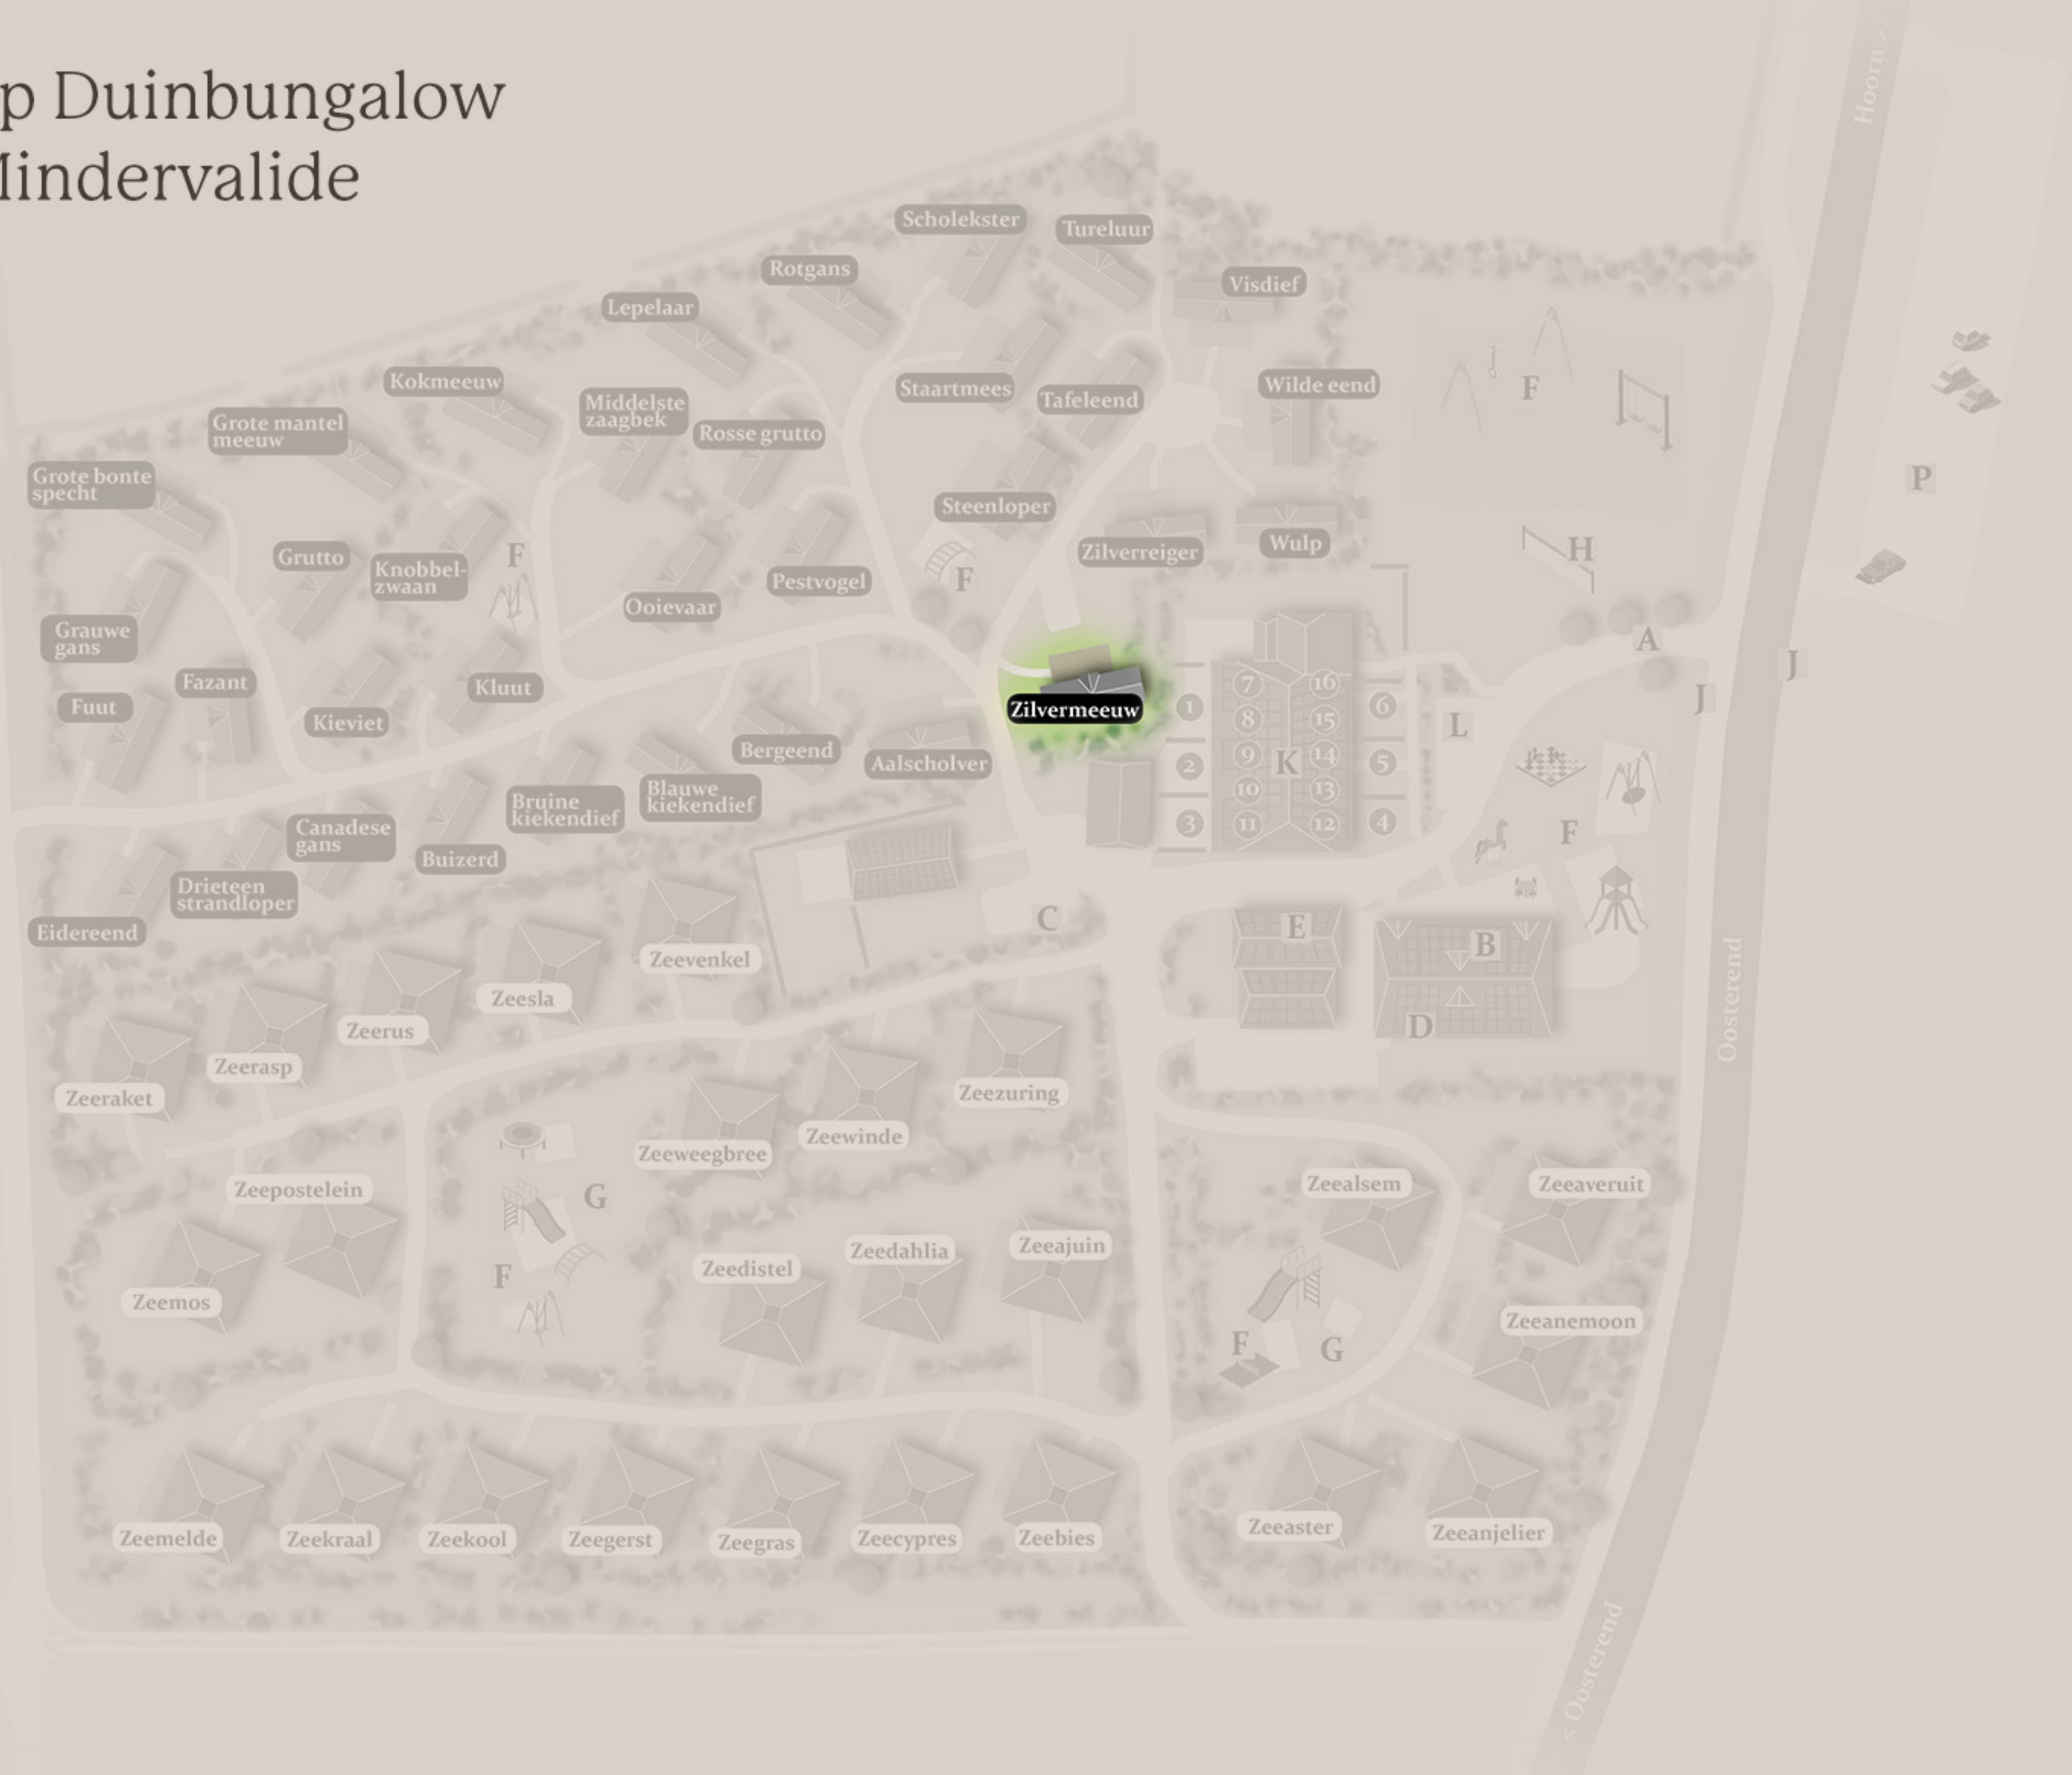 p Duinbungalow
indervalide
Hoorn >
Scholekster
Tureluur
Rotgans
Visdief
Lepelaar
Kokmeeuw
Middelste
zaagbek
Staartmees
Tafeleend
Wilde eend
F
Grote mantel
meeuw
Rosse grutto
Grote bonte
specht
P
Steenloper
Zilverreiger
Wulp
H
Grutto
Knobbel-
zwaan
F
Pestvogel
F
Ooievaar
Grauwe
gans
A
J
Fazant
Kluut
Fuut
Kieviet
Zilvermeeuw
1
7
16
6
L
J
8
15
Bergeend
Aalscholver
2
9
K
14
5
Bruine
kiekendief
Blauwe
kiekendief
10
13
3
11
12
4
F
Canadese
gans
Buizerd
Drieteen
strandloper
Eidereend
C
E
B
D
Oosterend
Zeevenkel
Zeesla
Zeerus
Zeerasp
Zeeraket
Zeezuring
Zeewinde
Zeeweegbree
Zeepostelein
G
Zeealsem
Zeeaveruit
Zeedahlia
Zeeajuin
Zeedistel
F
Zeemos
Zeeanemoon
F
G
Zeemelde
Zeekraal
Zeekool
Zeegerst
Zeegras
Zeecypres
Zeebies
Zeeaster
Zeeanjelier
< Oosterend